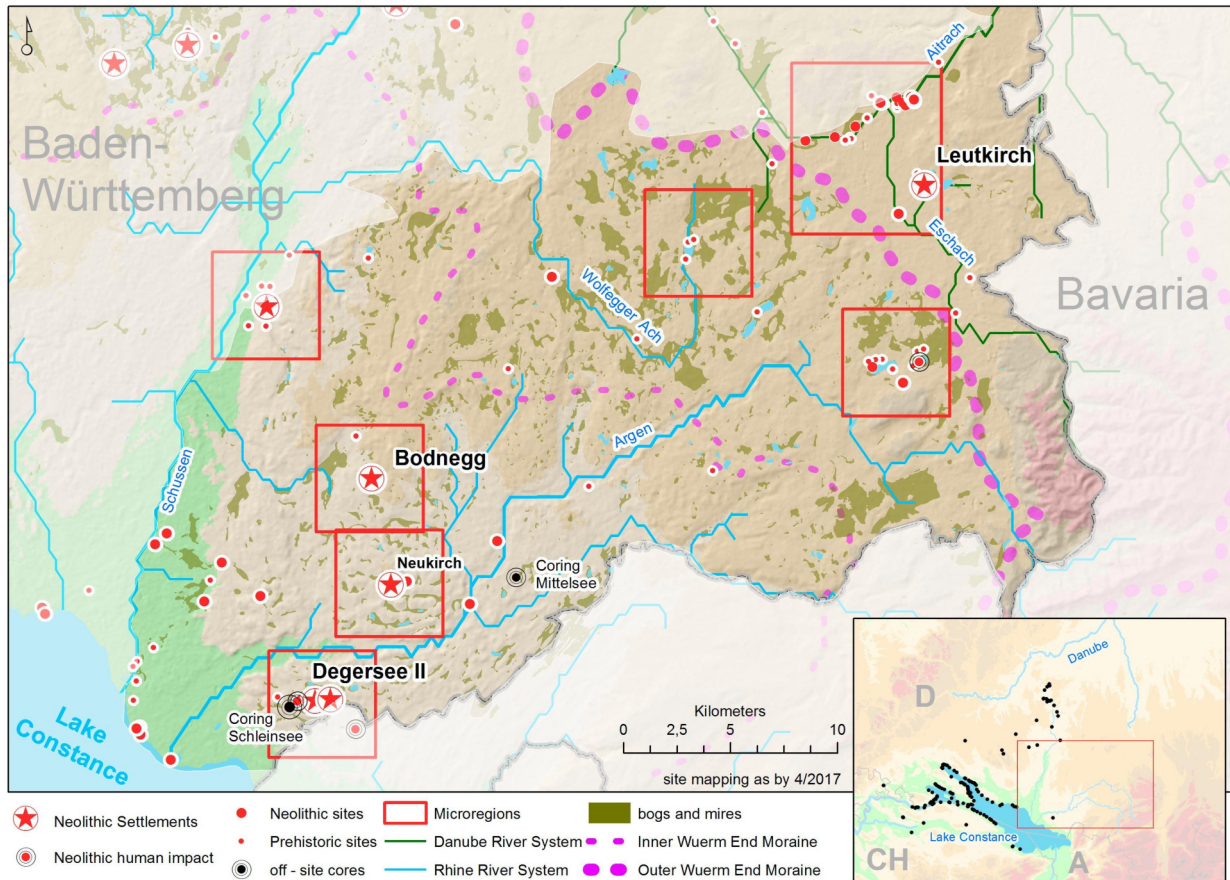 Aitrach
Baden-
Württemberg
Leutkirch
Eschach
Bavaria
Wolfegger Ach
Argen
Bodnegg
Schussen
Neukirch
Coring
Mittelsee
Degersee II
Coring
Schleinsee
Lake
Constance
Kilometers
0 2,5 5 10
site mapping as by 4/2017
Danube
D
Lake Constance
CH
A
Neolithic Settlements
Neolithic sites
Microregions
bogs and mires
Prehistoric sites
Danube River System
Inner Wuerm End Moraine
Neolithic human impact
off - site cores
Rhine River System
Outer Wuerm End Moraine